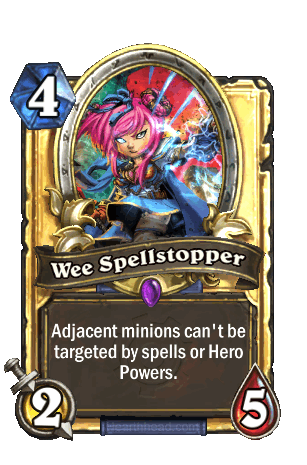 4
Wee Spellstopper
Adjacent minions can't be
targeted by spells or Hero
Powers.
2
5